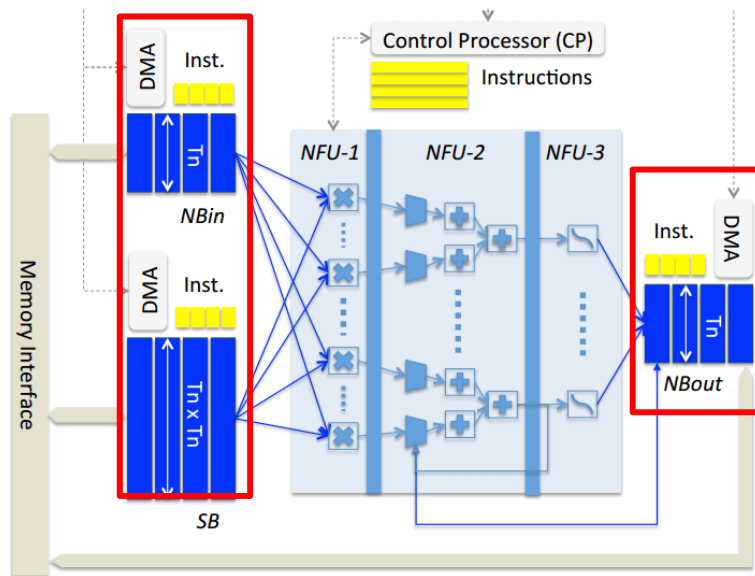 Control Processor (CP)
Instructions
DMA
Inst.
Tn
NBin
DMA
Inst.
Tn x Tn
SB
Memory Interface
NFU-1
NFU-2
NFU-3
Inst.
DMA
Tn
NBout